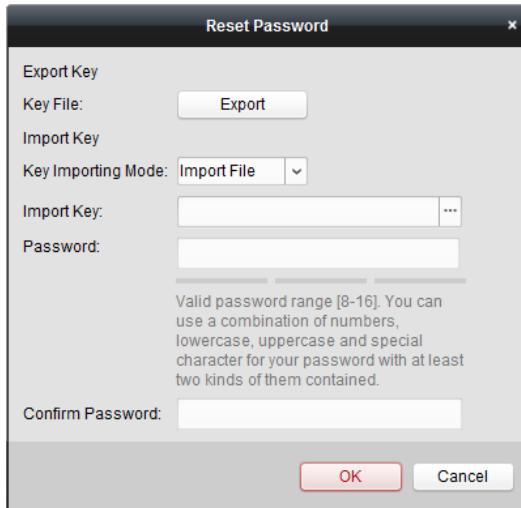 Reset Password ×
Export Key
Key File: Export
Import Key
Key Importing Mode: Import File
Import Key: ...
Password:
Valid password range [8-16]. You can
use a combination of numbers,
lowercase, uppercase and special
character for your password with at least
two kinds of them contained.
Confirm Password:
OK Cancel